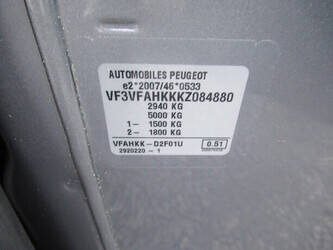 AUTOMOBILES PEUGEOT
e2*2007/46*0533
VF3VFAHKKKZ084880
2940 KG
5000 KG
1- 1500 KG
2- 1800 KG
VFAHKK-D2F01U 0.51
2920220 - 1